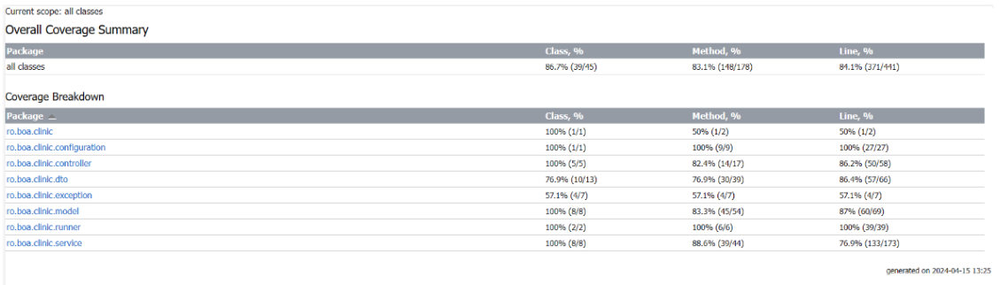 Current scope: all classes
Overall Coverage Summary
Package Class, % Method, % Line, %
all classes 86.7% (39/45) 83.1% (148/178) 84.1% (371/441)
Coverage Breakdown
Package Class, % Method, % Line, %
ro.boa.clinic 100% (1/1) 50% (1/2) 50% (1/2)
ro.boa.clinic.configuration 100% (1/1) 100% (9/9) 100% (27/27)
ro.boa.clinic.controller 100% (5/5) 82.4% (14/17) 86.2% (50/58)
ro.boa.clinic.dto 76.9% (10/13) 76.9% (30/39) 86.4% (57/66)
ro.boa.clinic.exception 57.1% (4/7) 57.1% (4/7) 57.1% (4/7)
ro.boa.clinic.model 100% (8/8) 83.3% (45/54) 87% (60/69)
ro.boa.clinic.runner 100% (2/2) 100% (6/6) 100% (39/39)
ro.boa.clinic.service 100% (8/8) 88.6% (39/44) 76.9% (133/173)
generated on 2024-04-15 13:25